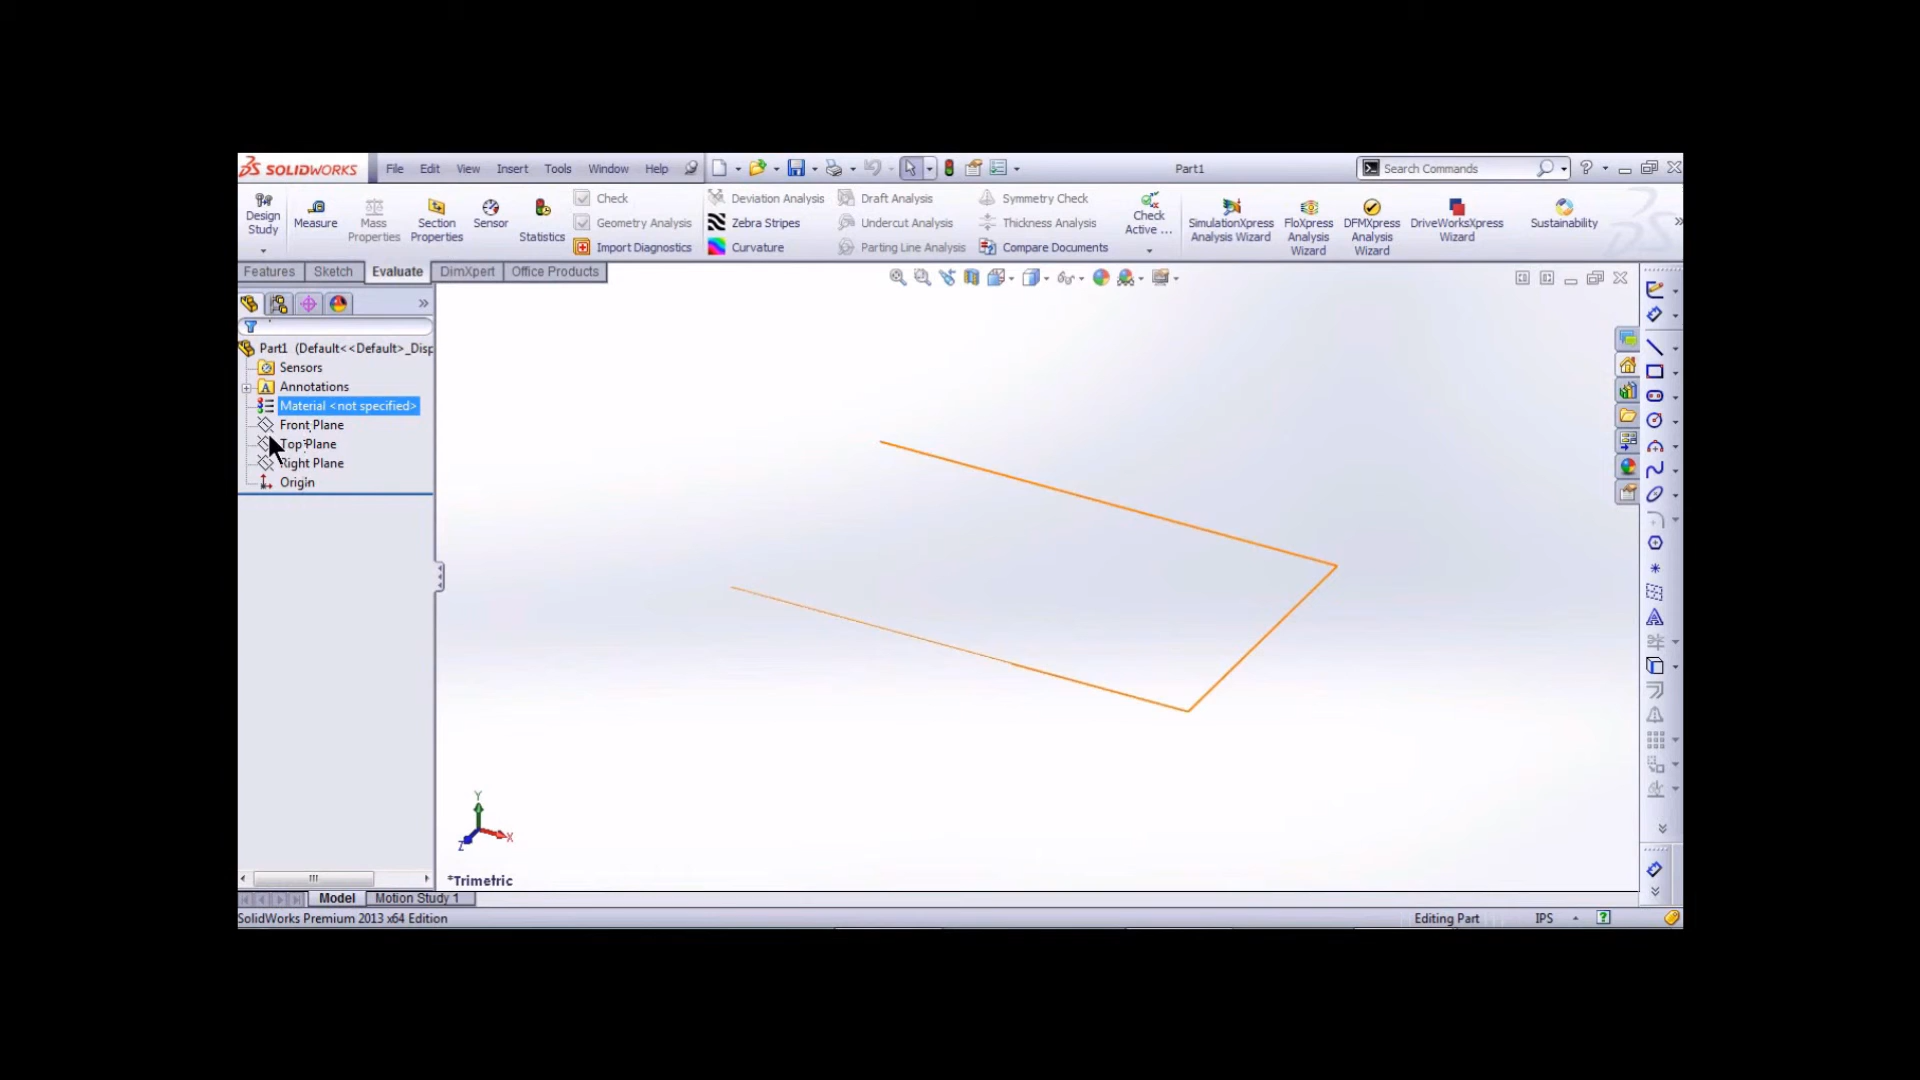 SOLIDWORKS File Edit View Insert Tools Window Help Part1 Search Commands
Design Study Measure Mass Properties Section Properties Sensor Statistics
Check Deviation Analysis Draft Analysis Symmetry Check
Geometry Analysis Zebra Stripes Undercut Analysis Thickness Analysis
Import Diagnostics Curvature Parting Line Analysis Compare Documents
Check Active ... SimulationXpress Analysis Wizard FloXpress Analysis Wizard DFMXpress Analysis Wizard DriveWorksXpress Wizard Sustainability
Features Sketch Evaluate DimXpert Office Products
Part1 (Default<<Default>_Disp
Sensors
Annotations
Material <not specified>
Front Plane
Top Plane
Right Plane
Origin
Y
X
Z
*Trimetric
Model Motion Study 1
SolidWorks Premium 2013 x64 Edition Editing Part IPS